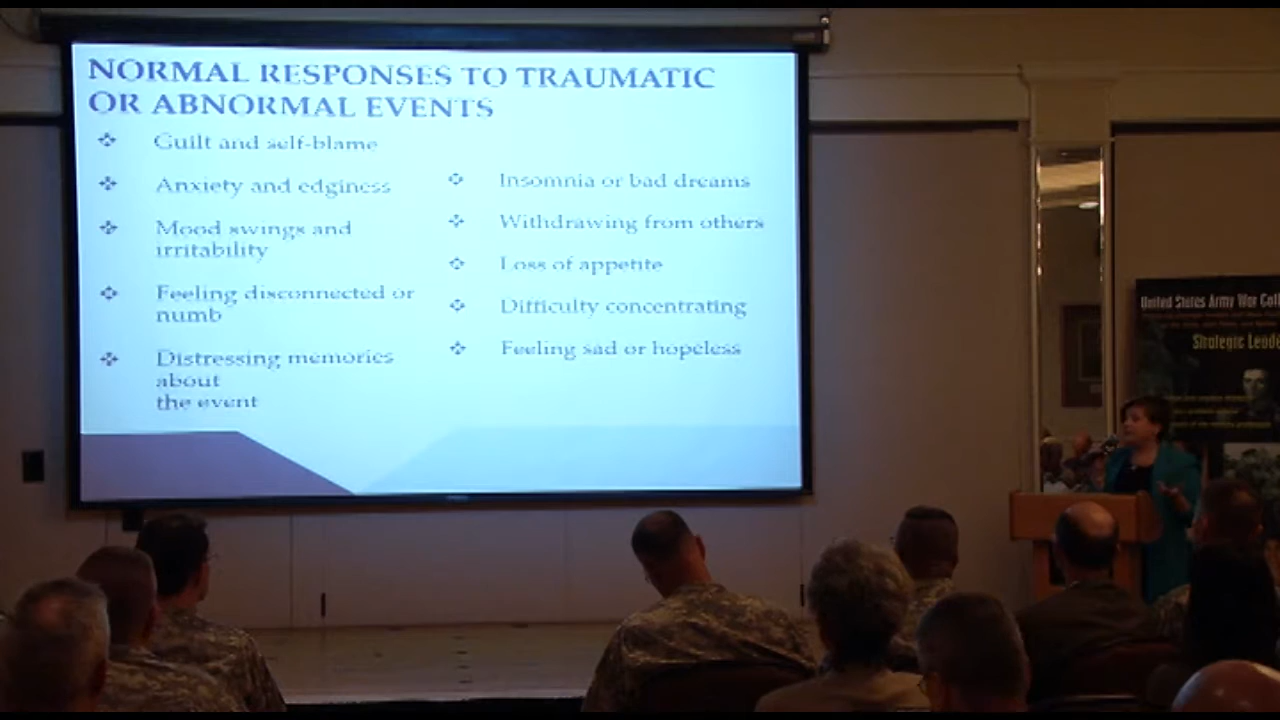 NORMAL RESPONSES TO TRAUMATIC
OR ABNORMAL EVENTS
Guilt and self-blame
Anxiety and edginess
Mood swings and
irritability
Feeling disconnected or
numb
Distressing memories
about
the event
Insomnia or bad dreams
Withdrawing from others
Loss of appetite
Difficulty concentrating
Feeling sad or hopeless
United States Army War Coll
Strategic Leade